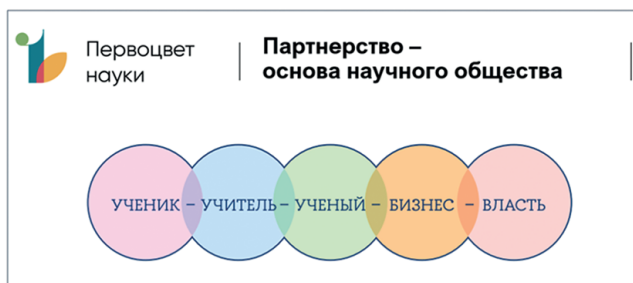 Первоцвет
науки
Партнерство –
основа научного общества
УЧЕНИК – УЧИТЕЛЬ – УЧЕНЫЙ – БИЗНЕС – ВЛАСТЬ